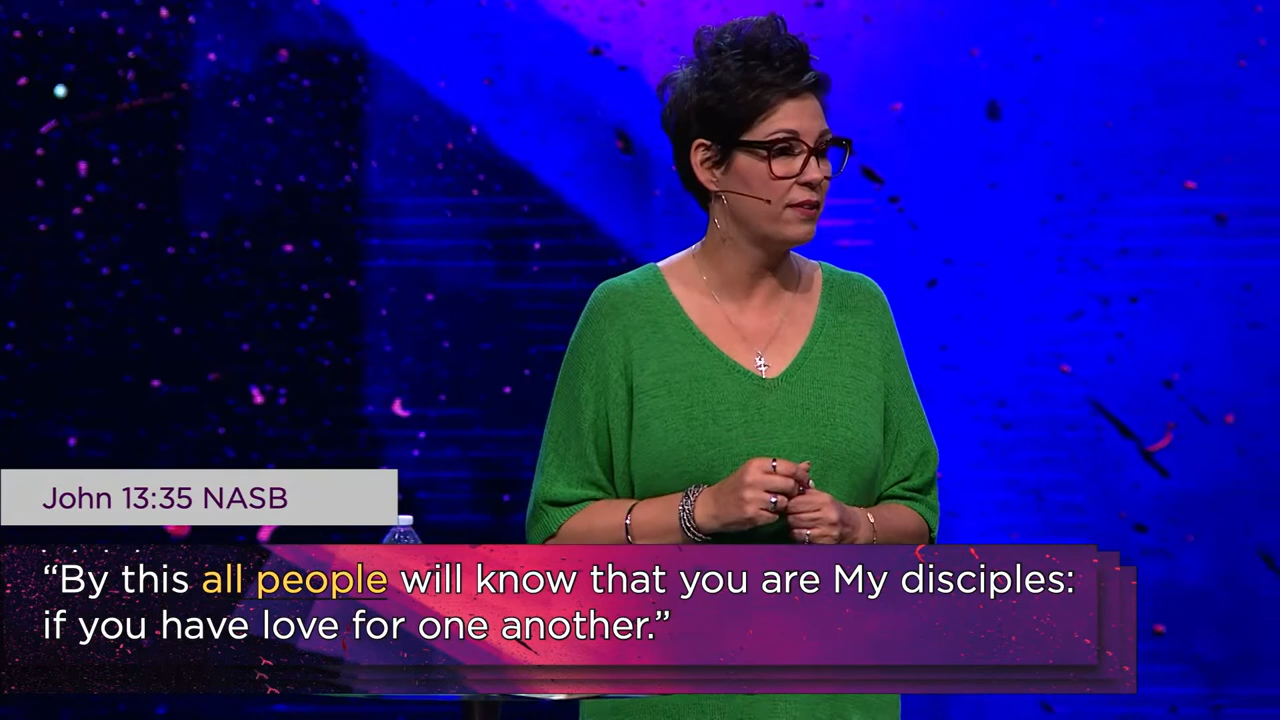 John 13:35 NASB
“By this all people will know that you are My disciples:
if you have love for one another.”